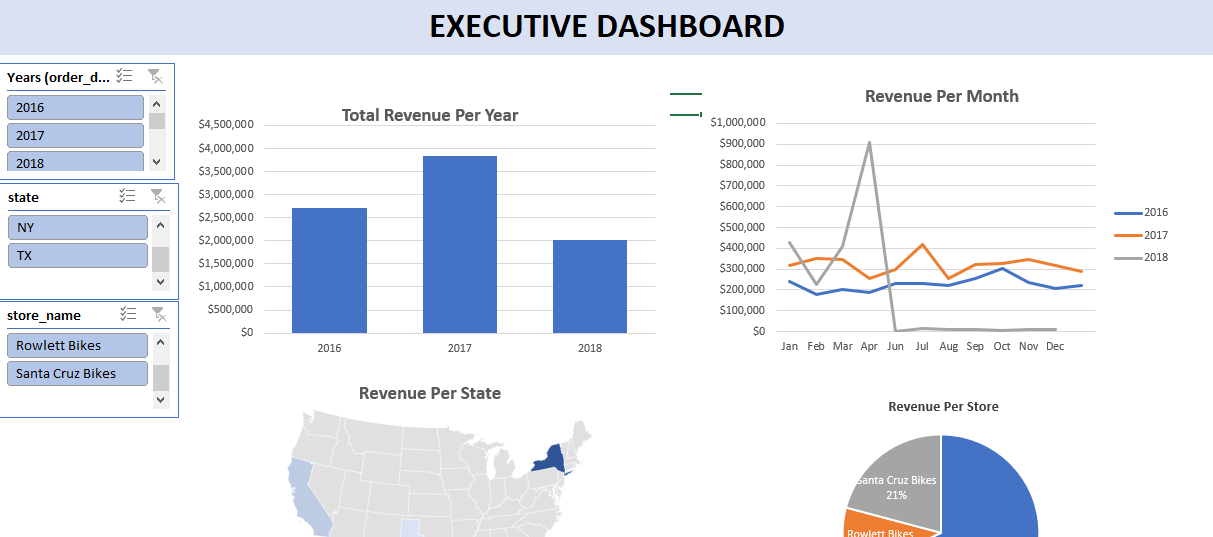 EXECUTIVE DASHBOARD
Years (order_d...
2016
2017
2018
state
NY
TX
store_name
Rowlett Bikes
Santa Cruz Bikes
Total Revenue Per Year
$4,500,000
$4,000,000
$3,500,000
$3,000,000
$2,500,000
$2,000,000
$1,500,000
$1,000,000
$500,000
$0
2016 2017 2018
Revenue Per Month
$1,000,000
$900,000
$800,000
$700,000
$600,000
$500,000
$400,000
$300,000
$200,000
$100,000
$0
Jan Feb Mar Apr Jun Jul Aug Sep Oct Nov Dec
2016
2017
2018
Revenue Per State
Revenue Per Store
Santa Cruz Bikes
21%
Rowlett Bikes